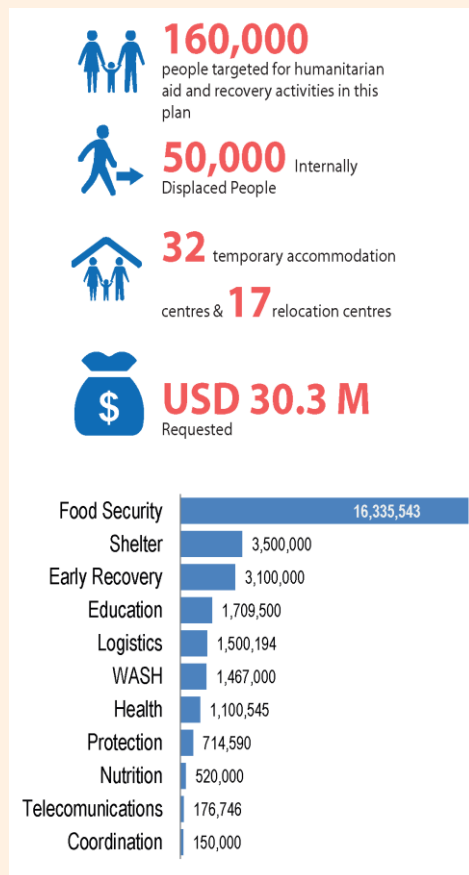 160,000
people targeted for humanitarian
aid and recovery activities in this
plan
50,000 Internally
Displaced People
32 temporary accommodation
centres & 17 relocation centres
$
USD 30.3 M
Requested
Food Security 16,335,543
Shelter 3,500,000
Early Recovery 3,100,000
Education 1,709,500
Logistics 1,500,194
WASH 1,467,000
Health 1,100,545
Protection 714,590
Nutrition 520,000
Telecomunications 176,746
Coordination 150,000